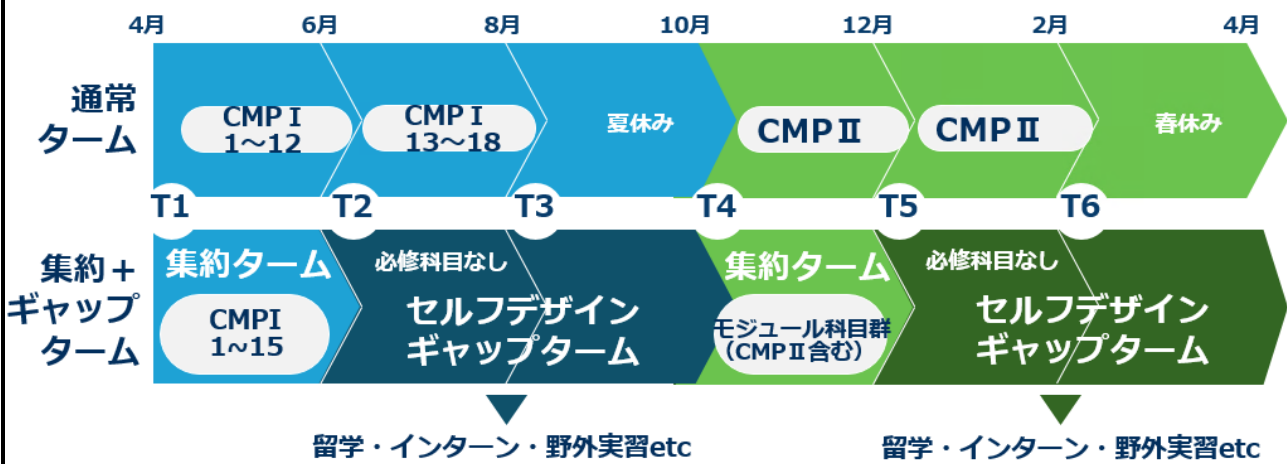 4月 6月 8月 10月 12月 2月 4月
通常
ターム
CMPⅠ
1～12
CMPⅠ
13～18
夏休み
CMPⅡ
CMPⅡ
春休み
T1 T2 T3 T4 T5 T6
集約＋
ギャップ
ターム
集約ターム
CMPI
1~15
必修科目なし
セルフデザイン
ギャップターム
集約ターム
モジュール科目群
（CMPⅡ含む）
必修科目なし
セルフデザイン
ギャップターム
留学・インターン・野外実習etc
留学・インターン・野外実習etc